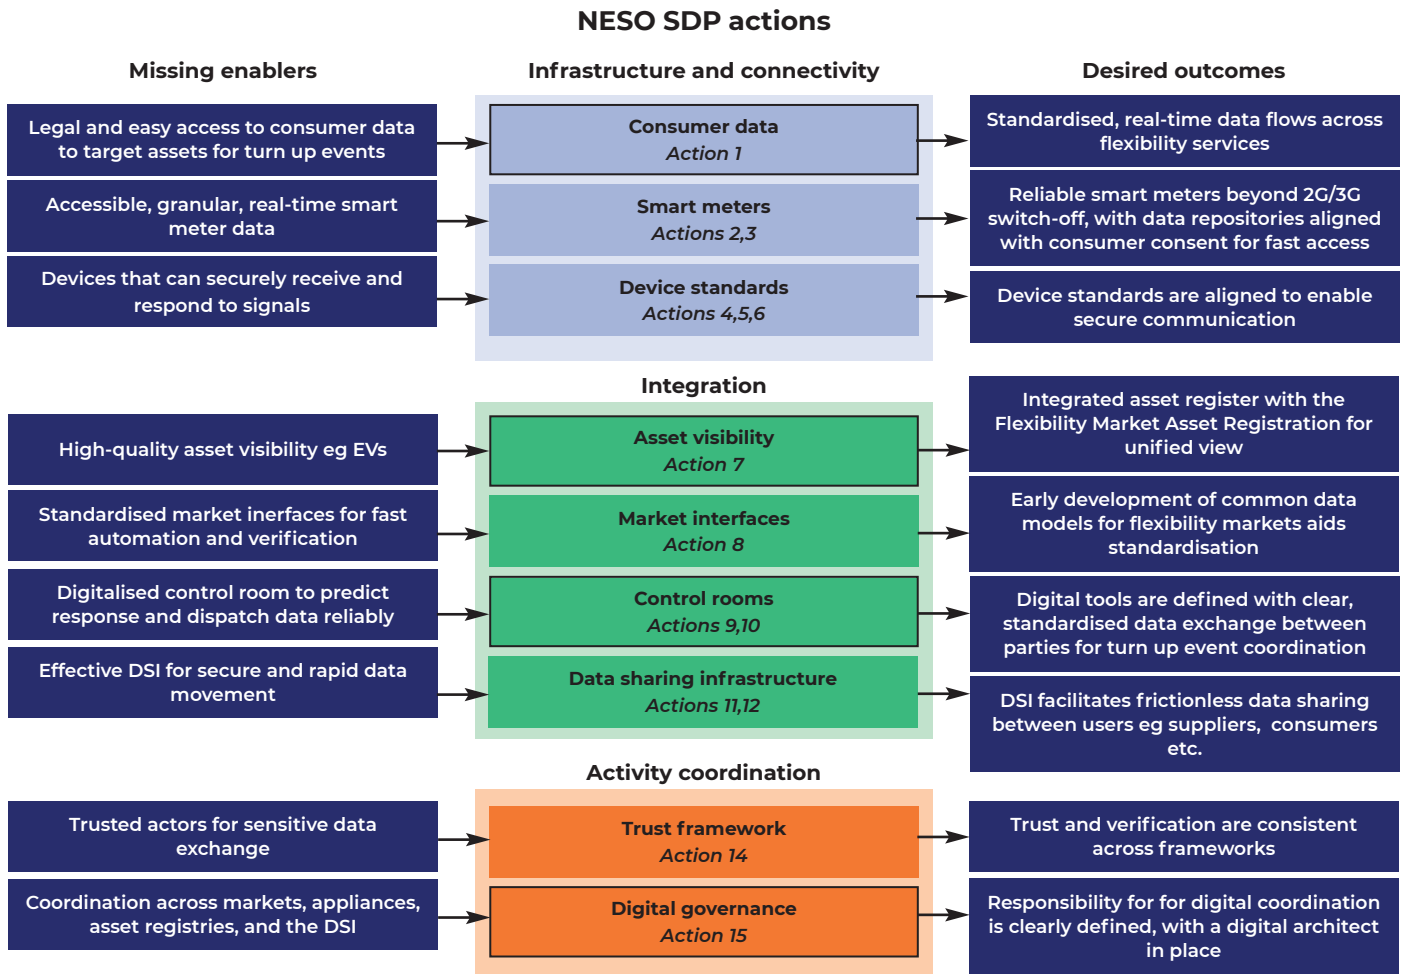 NESO SDP actions
Missing enablers
Infrastructure and connectivity
Desired outcomes
Legal and easy access to consumer data
to target assets for turn up events
Consumer data
Action 1
Standardised, real-time data flows across
flexibility services
Accessible, granular, real-time smart
meter data
Smart meters
Actions 2,3
Reliable smart meters beyond 2G/3G
switch-off, with data repositories aligned
with consumer consent for fast access
Devices that can securely receive and
respond to signals
Device standards
Actions 4,5,6
Device standards are aligned to enable
secure communication
Integration
High-quality asset visibility eg EVs
Asset visibility
Action 7
Integrated asset register with the
Flexibility Market Asset Registration for
unified view
Standardised market inerfaces for fast
automation and verification
Market interfaces
Action 8
Early development of common data
models for flexibility markets aids
standardisation
Digitalised control room to predict
response and dispatch data reliably
Control rooms
Actions 9,10
Digital tools are defined with clear,
standardised data exchange between
parties for turn up event coordination
Effective DSI for secure and rapid data
movement
Data sharing infrastructure
Actions 11,12
DSI facilitates frictionless data sharing
between users eg suppliers, consumers
etc.
Activity coordination
Trusted actors for sensitive data
exchange
Trust framework
Action 14
Trust and verification are consistent
across frameworks
Coordination across markets, appliances,
asset registries, and the DSI
Digital governance
Action 15
Responsibility for for digital coordination
is clearly defined, with a digital architect
in place